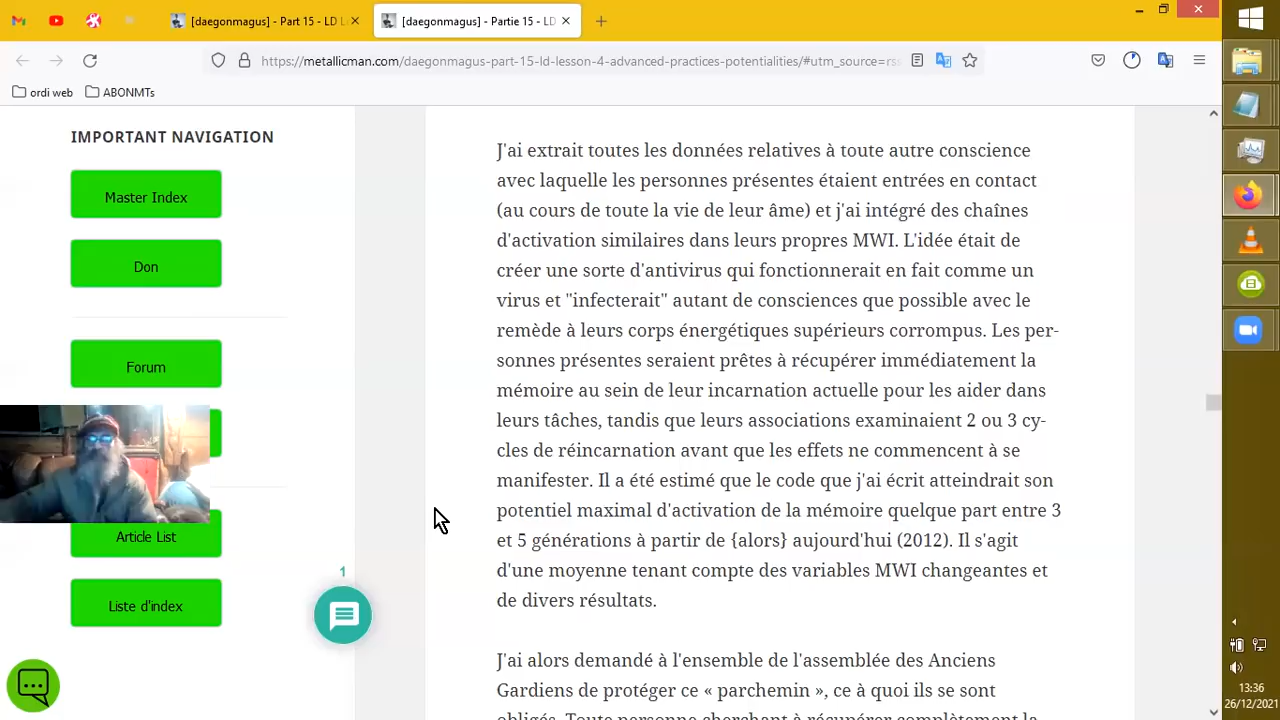 [daegonmagus] - Part 15 - LD L
[daegonmagus] - Partie 15 - LD
https://metallicman.com/daegonmagus-part-15-ld-lesson-4-advanced-practices-potentialities/#utm_source=rss
ordi web
ABONMTs
IMPORTANT NAVIGATION
Master Index
Don
Forum
Article List
Liste d'index
1
J'ai extrait toutes les données relatives à toute autre conscience
avec laquelle les personnes présentes étaient entrées en contact
(au cours de toute la vie de leur âme) et j'ai intégré des chaînes
d'activation similaires dans leurs propres MWI. L'idée était de
créer une sorte d'antivirus qui fonctionnerait en fait comme un
virus et "infecterait" autant de consciences que possible avec le
remède à leurs corps énergétiques supérieurs corrompus. Les per-
sonnes présentes seraient prêtes à récupérer immédiatement la
mémoire au sein de leur incarnation actuelle pour les aider dans
leurs tâches, tandis que leurs associations examinaient 2 ou 3 cy-
cles de réincarnation avant que les effets ne commencent à se
manifester. Il a été estimé que le code que j'ai écrit atteindrait son
potentiel maximal d'activation de la mémoire quelque part entre 3
et 5 générations à partir de {alors} aujourd'hui (2012). Il s'agit
d'une moyenne tenant compte des variables MWI changeantes et
de divers résultats.
J'ai alors demandé à l'ensemble de l'assemblée des Anciens
Gardiens de protéger ce « parchemin », ce à quoi ils se sont
obligés. Toute personne cherchant à récupérer complètement la
13:36
26/12/2021